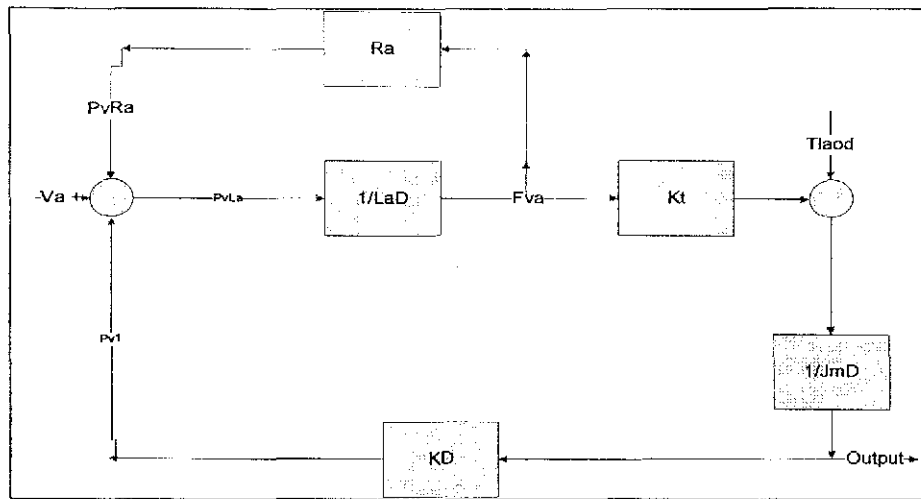 Ra
PvRa
Tlaod
-Va +
PvLa
1/LaD
Fva
Kt
Pv1
1/JmD
KD
Output